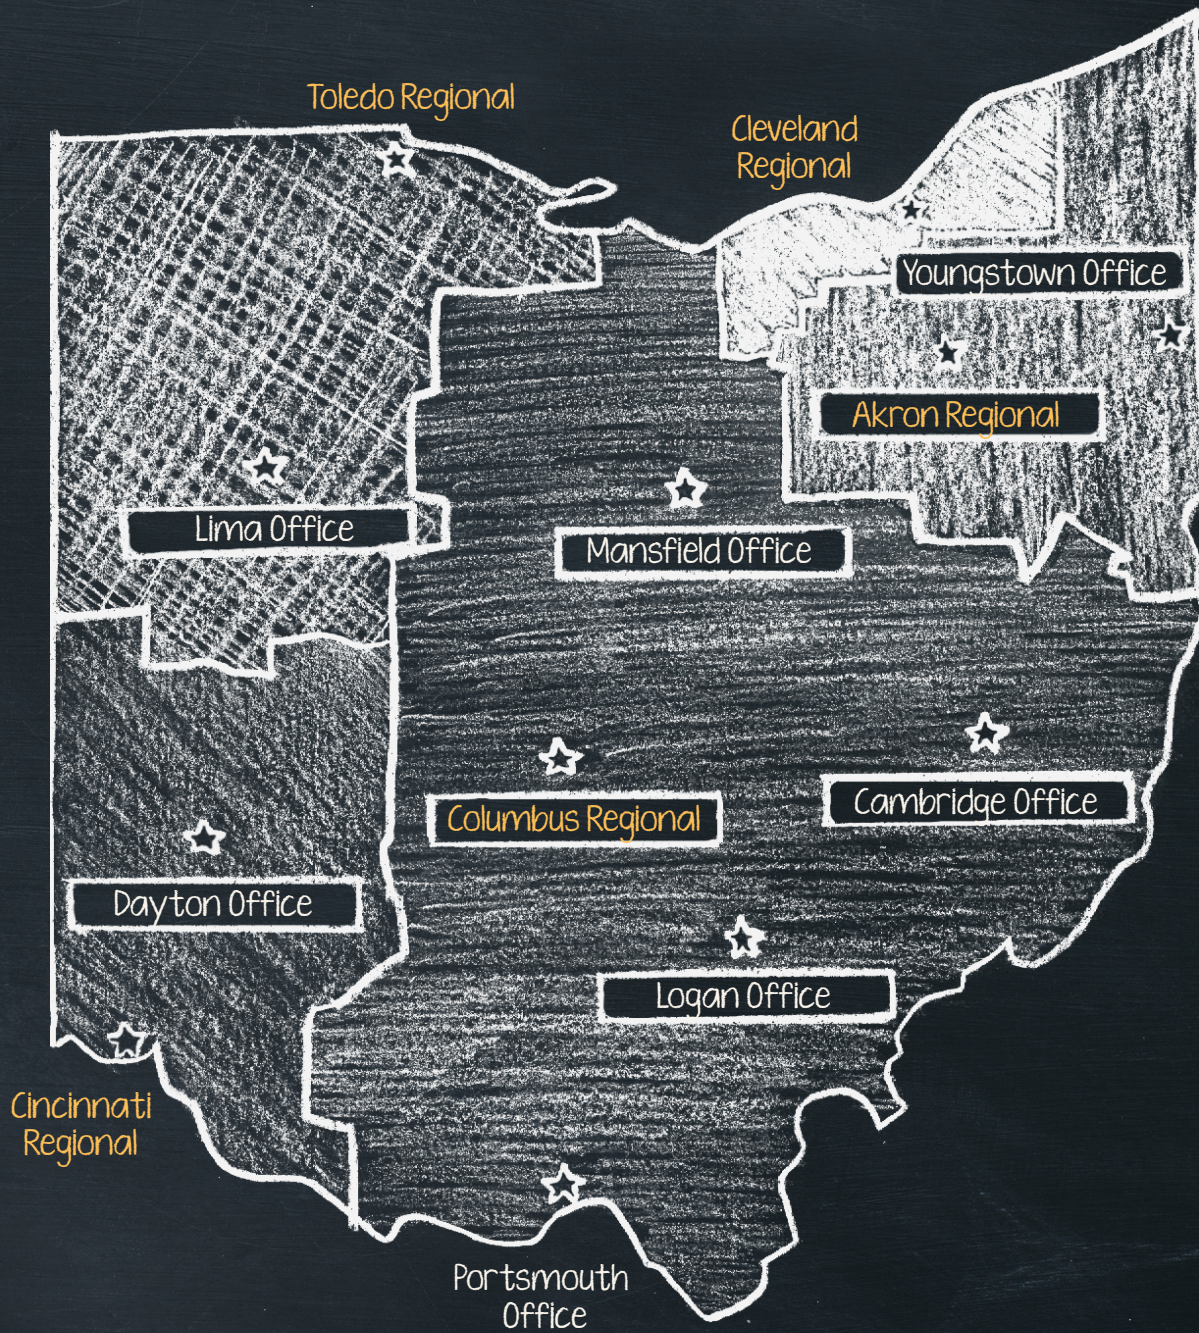 Toledo Regional
Cleveland
Regional
Youngstown Office
Akron Regional
Lima Office
Mansfield Office
Columbus Regional
Cambridge Office
Dayton Office
Logan Office
Cincinnati
Regional
Portsmouth
Office